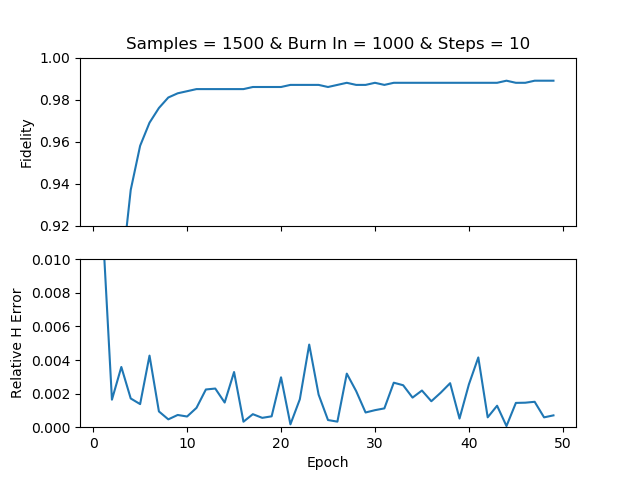 Samples = 1500 & Burn In = 1000 & Steps = 10
1.00
0.98
0.96
0.94
0.92
Fidelity
0.010
0.008
0.006
0.004
0.002
0.000
Relative H Error
0 10 20 30 40 50
Epoch